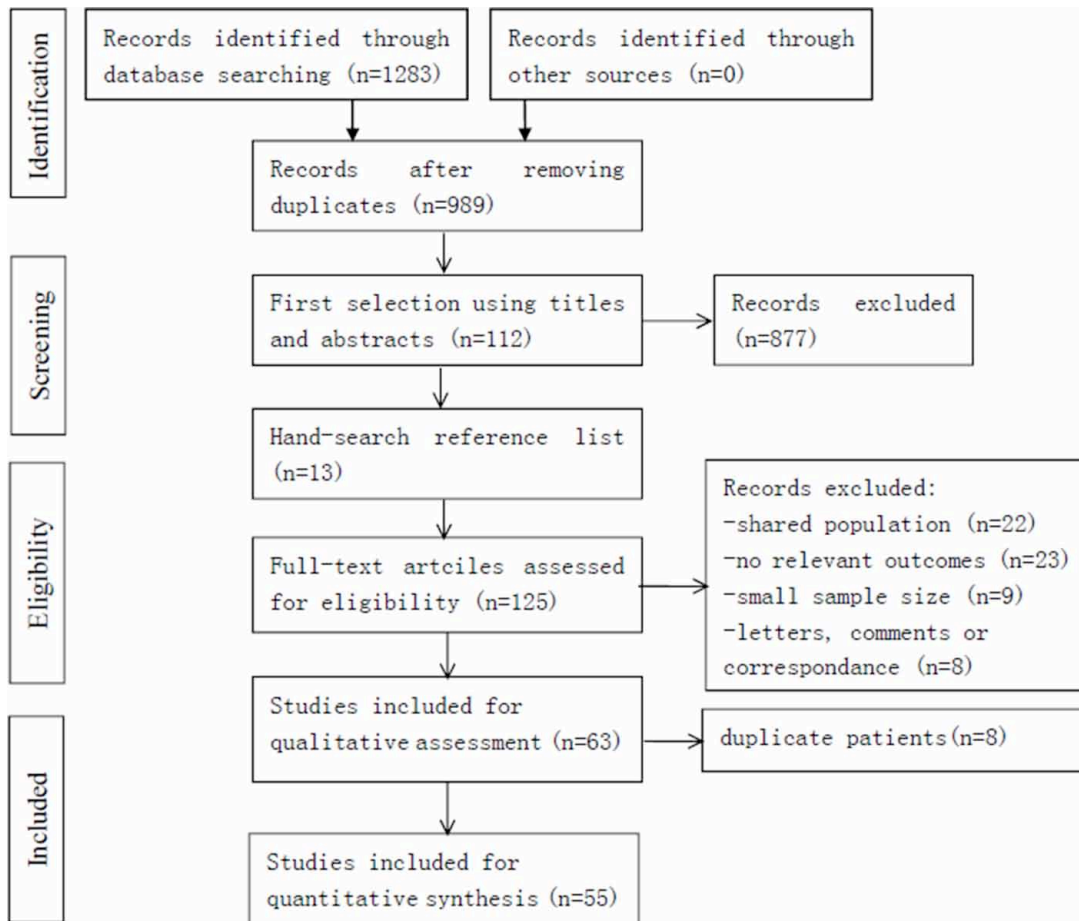 Identification
Records identified through
database searching (n=1283)
Records identified through
other sources (n=0)
Records after removing
duplicates (n=989)
Screening
First selection using titles
and abstracts (n=112)
Records excluded
(n=877)
Hand-search reference list
(n=13)
Eligibility
Full-text artciles assessed
for eligibility (n=125)
Records excluded:
-shared population (n=22)
-no relevant outcomes (n=23)
-small sample size (n=9)
-letters, comments or
correspondance (n=8)
Included
Studies included for
qualitative assessment (n=63)
duplicate patients(n=8)
Studies included for
quantitative synthesis (n=55)